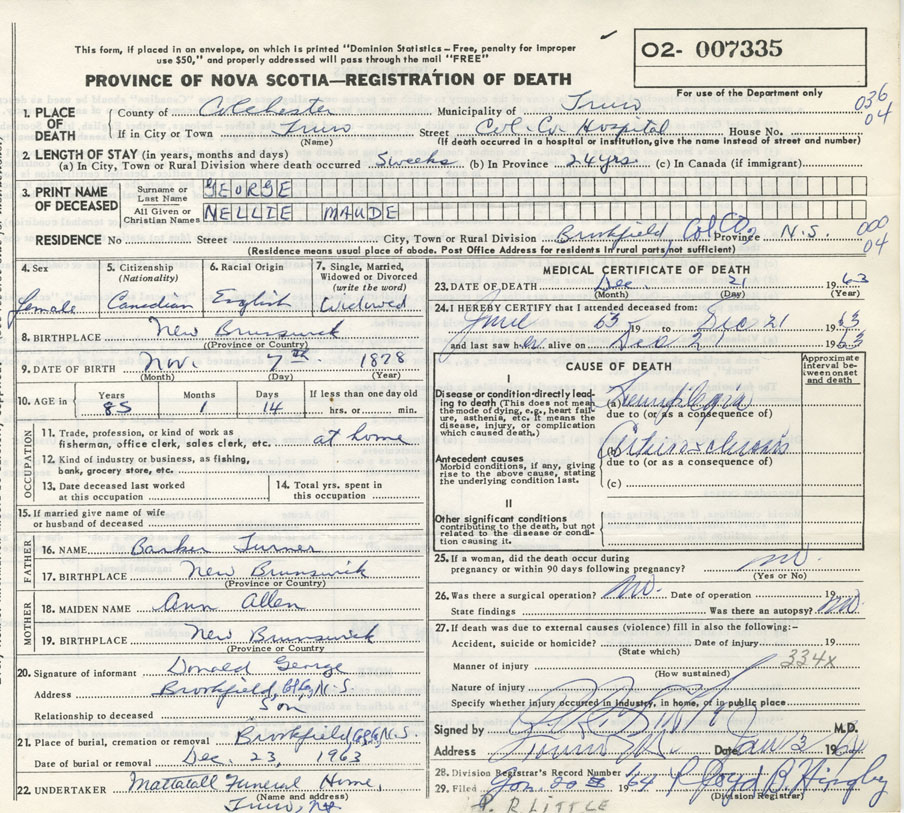 This form, if placed in an envelope, on which is printed "Dominion Statistics - Free, penalty for improper
use $50," and properly addressed will pass through the mail "FREE"
02- 007335
For use of the Department only
PROVINCE OF NOVA SCOTIA—REGISTRATION OF DEATH
036
04
1. PLACE OF DEATH
County of Colchester Municipality of Truro
If in City or Town Truro Street Col. Co. Hospital House No.
(Name) (If death occurred in a hospital or institution, give the name instead of street and number)
2. LENGTH OF STAY (in years, months and days)
(a) In City, Town or Rural Division where death occurred 5 weeks (b) In Province 24 yrs. (c) In Canada (if immigrant)
3. PRINT NAME OF DECEASED
Surname or Last Name GEORGE
All Given or Christian Names NELLIE MAUDE
RESIDENCE No Street City, Town or Rural Division Brookfield, Col. Co, Province N.S.
000
04
(Residence means usual place of abode. Post Office Address for residents in rural parts, not sufficient)
4. Sex
Female
5. Citizenship
(Nationality)
Canadian
6. Racial Origin
English
7. Single, Married, Widowed or Divorced
(write the word)
Widowed
8. BIRTHPLACE New Brunswick
(Province or Country)
9. DATE OF BIRTH Nov. 7th 1878
(Month) (Day) (Year)
10. AGE in Years Months Days If less than one day old
85 1 14 hrs. or min.
OCCUPATION
11. Trade, profession, or kind of work as
fisherman, office clerk, sales clerk, etc. at home
12. Kind of industry or business, as fishing,
bank, grocery store, etc.
13. Date deceased last worked
at this occupation
14. Total yrs. spent in
this occupation
15. If married give name of wife
or husband of deceased
FATHER
16. NAME Barker Turner
17. BIRTHPLACE New Brunswick
(Province or Country)
MOTHER
18. MAIDEN NAME Ann Allen
19. BIRTHPLACE New Brunswick
(Province or Country)
20. Signature of informant Donald George
Address Brookfield, N.S.
Relationship to deceased Son
21. Place of burial, cremation or removal Brookfield N.S.
Date of burial or removal Dec. 23, 1963
22. UNDERTAKER Mattatall Funeral Home,
(Name and address)
Truro, NS
MEDICAL CERTIFICATE OF DEATH
23. DATE OF DEATH Dec. 21 1963
(Month) (Day) (Year)
24. I HEREBY CERTIFY that I attended deceased from:
June 63 19 to Dec 21 1963
and last saw her alive on Dec 21 1963
CAUSE OF DEATH
Approximate interval between onset and death
I
Disease or condition directly leading to death (This does not mean
the mode of dying, e.g., heart failure, asthenia, etc. It means the
disease, injury, or complication
which caused death.)
(a) Hemiplegia
due to (or as a consequence of)
Antecedent causes
Morbid conditions, if any, giving
rise to the above cause, stating
the underlying condition last.
(b) Arteriosclerosis
due to (or as a consequence of)
(c)
II
Other significant conditions
contributing to the death, but not
related to the disease or condition causing it.
25. If a woman, did the death occur during
pregnancy or within 90 days following pregnancy? no.
(Yes or No)
26. Was there a surgical operation? no. Date of operation 19
State findings Was there an autopsy? no
27. If death was due to external causes (violence) fill in also the following:-
Accident, suicide or homicide? Date of injury 19
(State which)
334x
Manner of injury
(How sustained)
Nature of injury
Specify whether injury occurred in industry, in home, or in public place
Signed by M.D.
Address Truro N.S. Date Jan 3 1964
28. Division Registrar's Record Number
29. Filed Jan. 20 th 1964
(Division Registrar)
P. R LITTLE